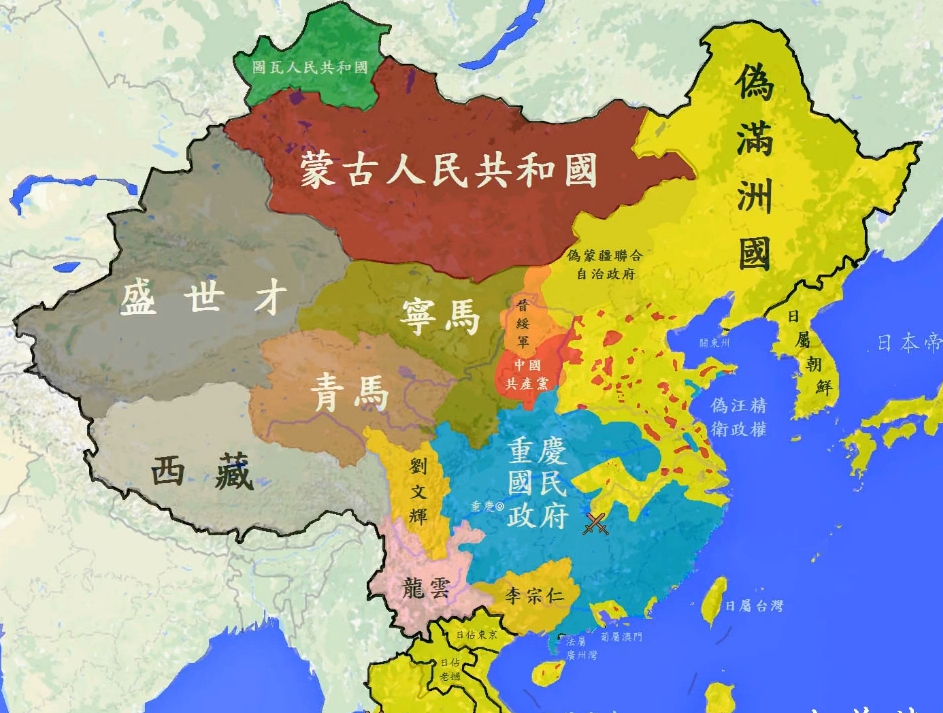 圖瓦人民共和國
偽滿洲國
蒙古人民共和國
偽蒙疆聯合
自治政府
盛世才
寧馬
晉綏軍
日屬朝鮮
關東州
日本帝
中國
共產黨
青馬
偽汪精
衛政權
西藏
劉文輝
重慶
國民
政府
重慶
龍雲
李宗仁
日屬台灣
日佔東京
葡屬澳門
法屬
廣州灣
日佔
老撾